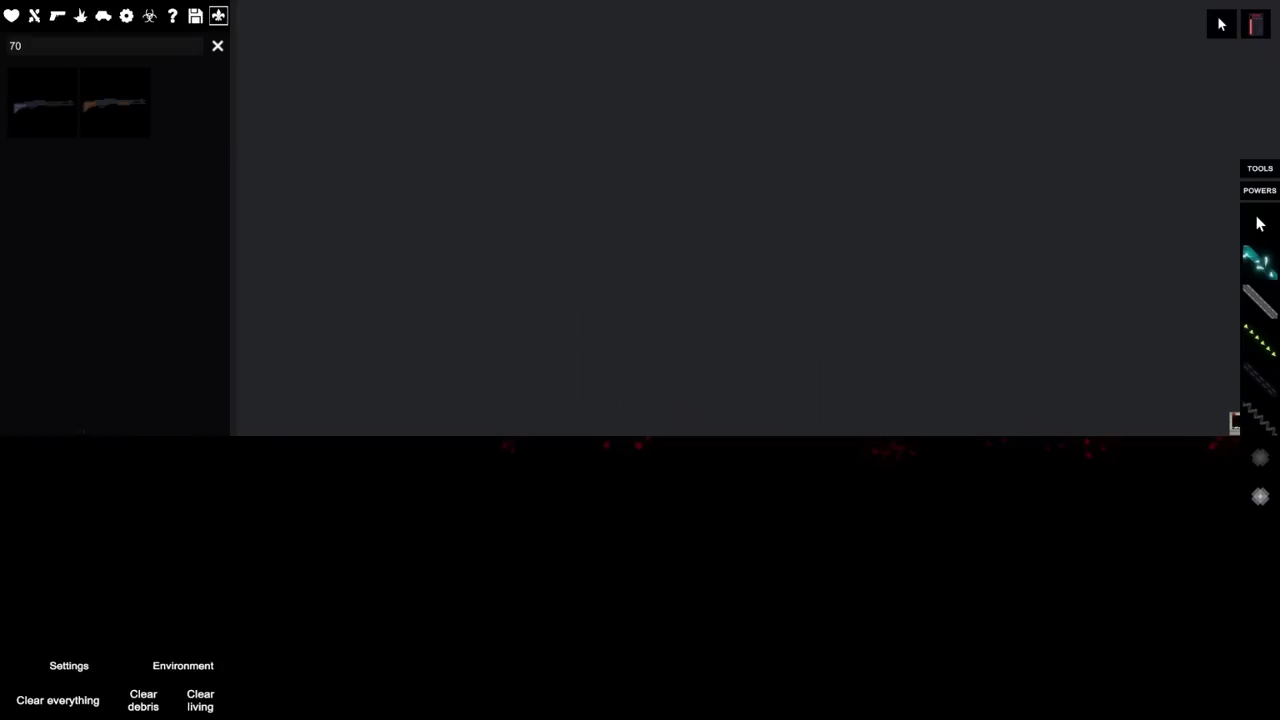 70
TOOLS
POWERS
Settings
Environment
Clear everything
Clear
debris
Clear
living